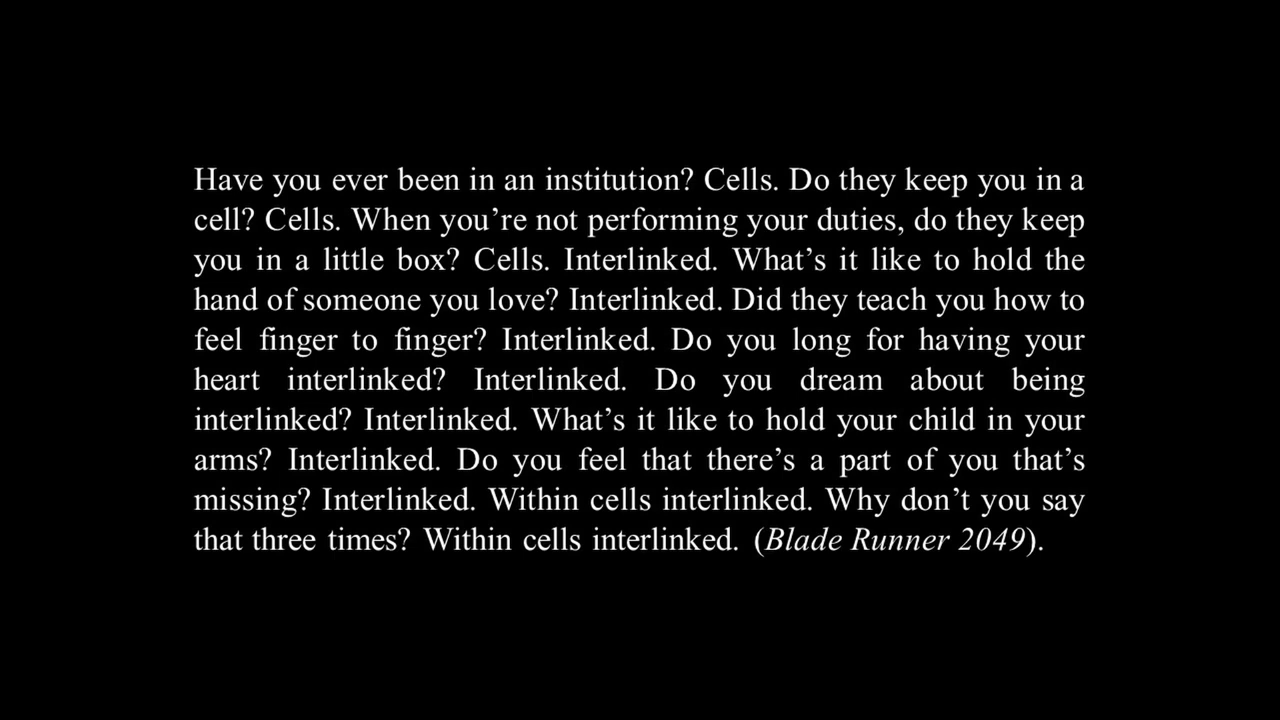 Have you ever been in an institution? Cells. Do they keep you in a
cell? Cells. When you’re not performing your duties, do they keep
you in a little box? Cells. Interlinked. What’s it like to hold the
hand of someone you love? Interlinked. Did they teach you how to
feel finger to finger? Interlinked. Do you long for having your
heart interlinked? Interlinked. Do you dream about being
interlinked? Interlinked. What’s it like to hold your child in your
arms? Interlinked. Do you feel that there’s a part of you that’s
missing? Interlinked. Within cells interlinked. Why don’t you say
that three times? Within cells interlinked. (Blade Runner 2049).